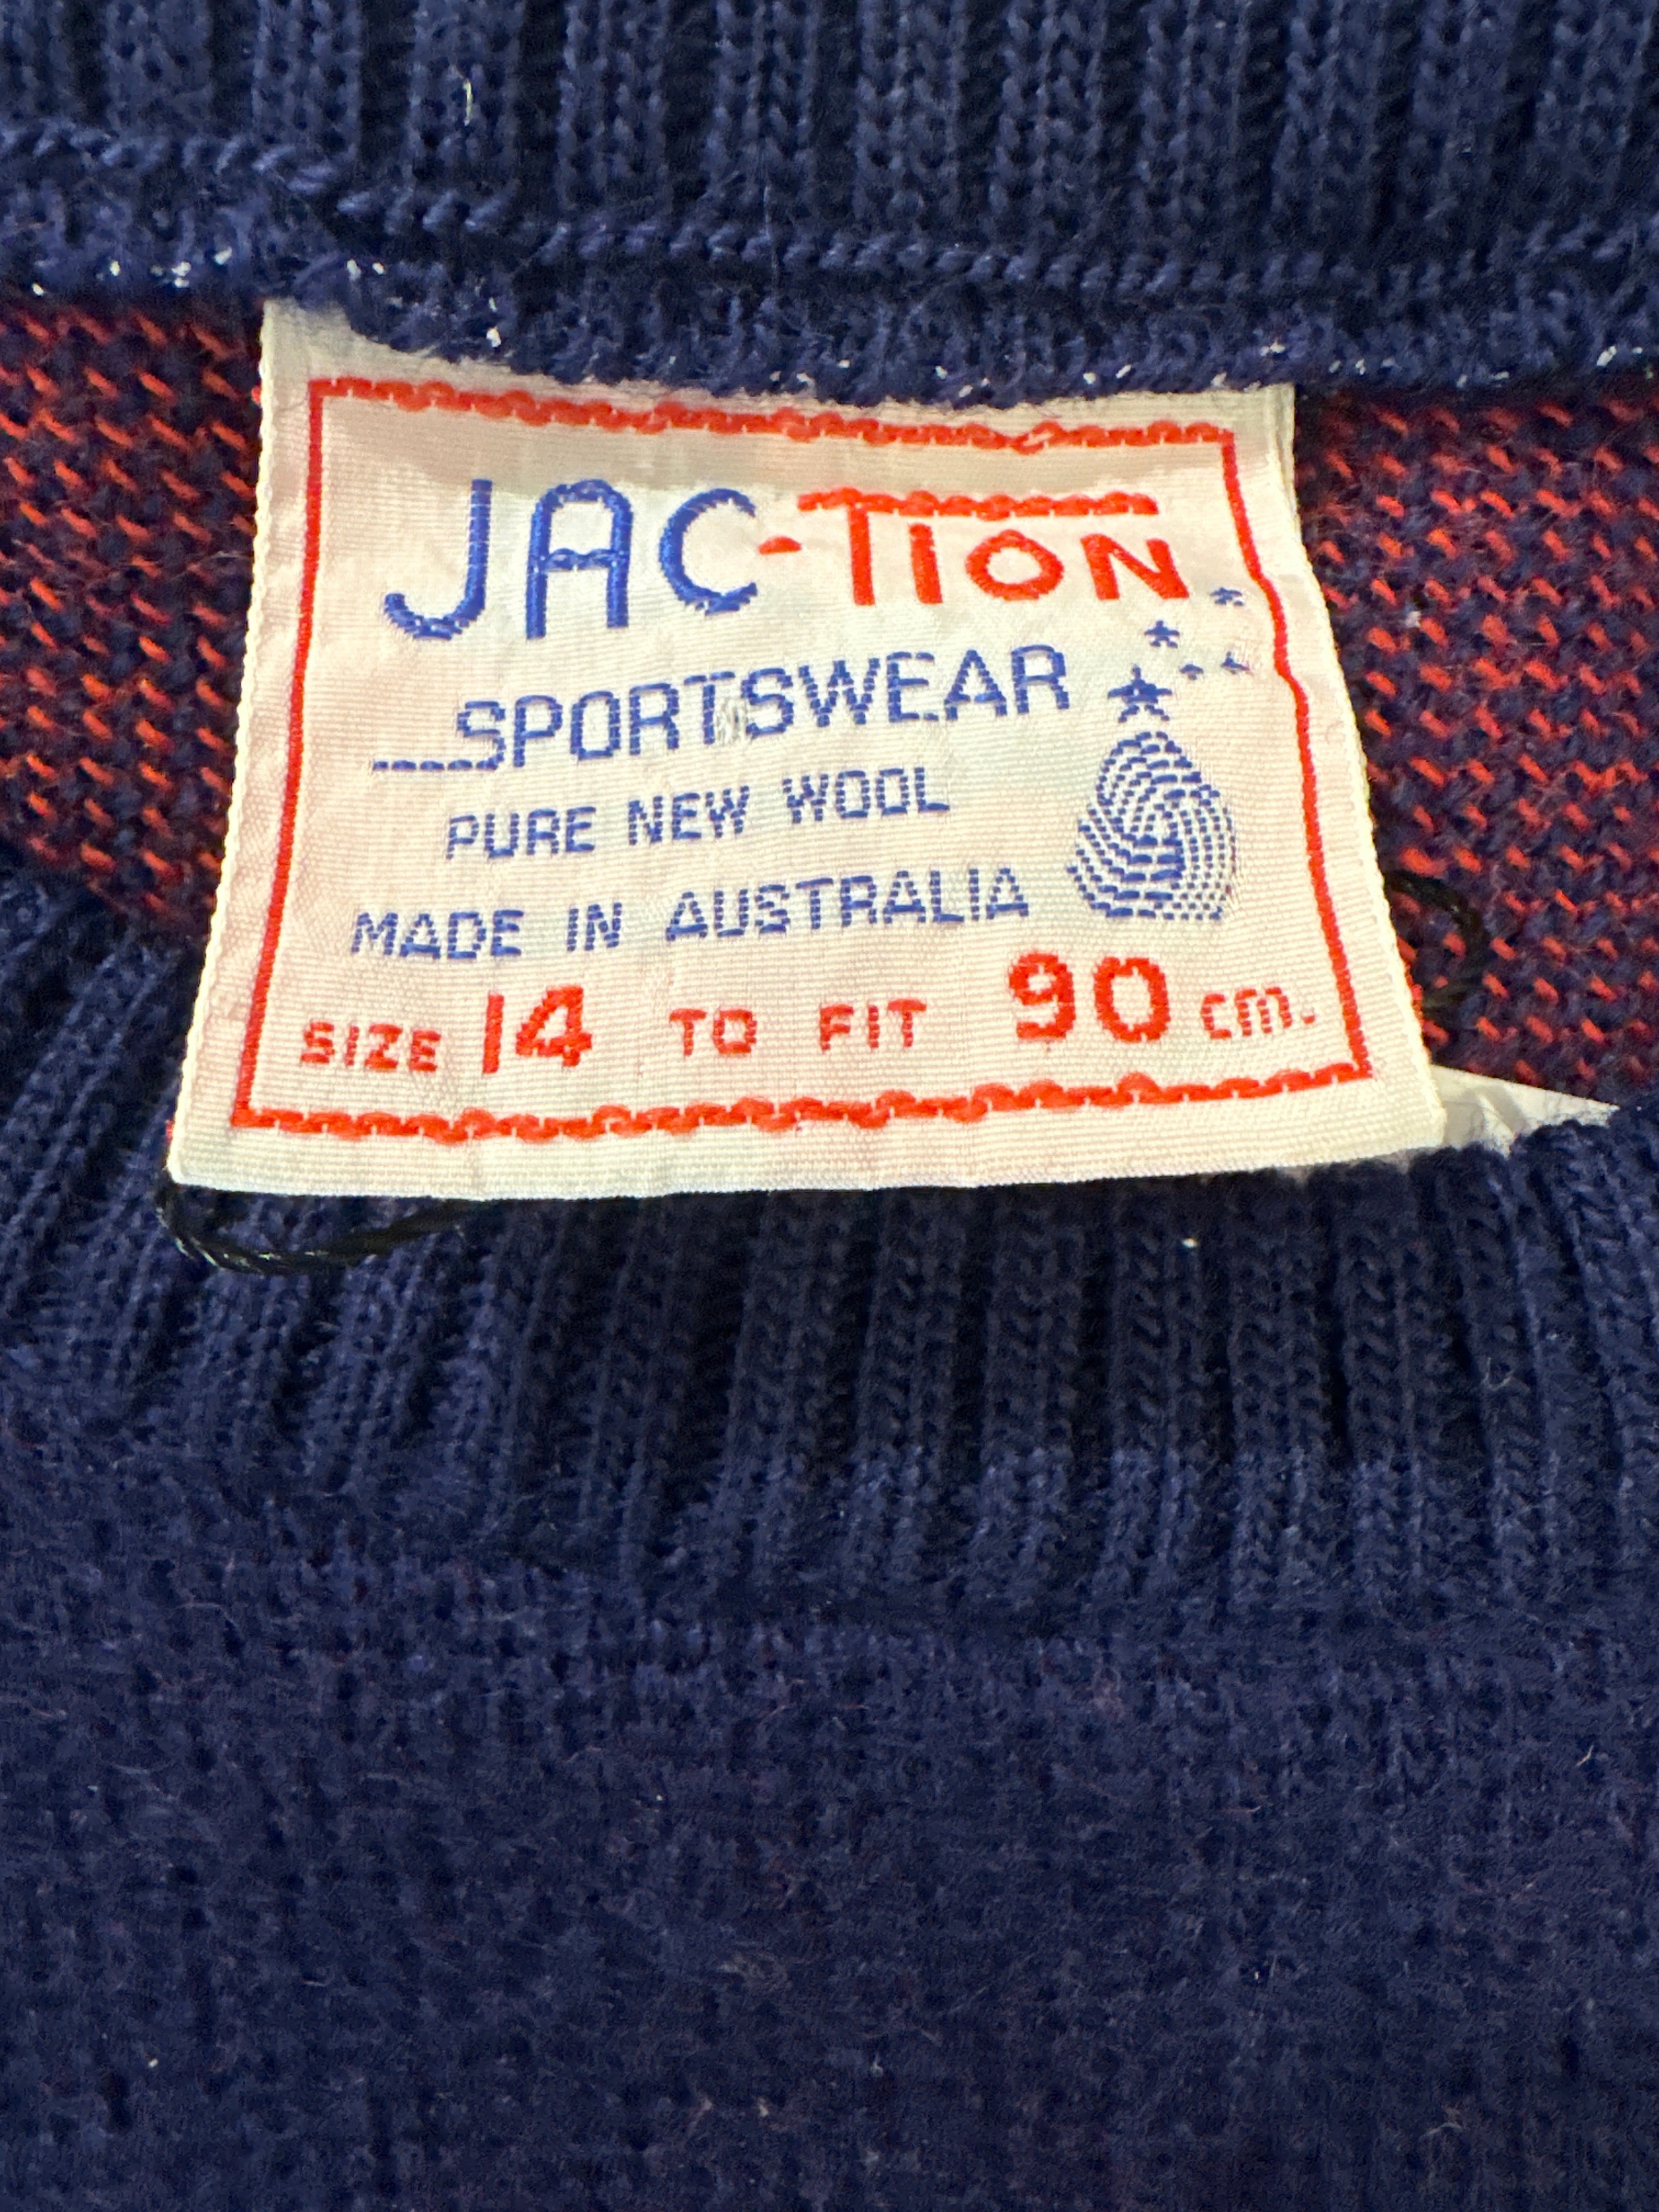 JAC-TION
SPORTSWEAR
PURE NEW WOOL
MADE IN AUSTRALIA
SIZE 14 TO FIT 90 cm.